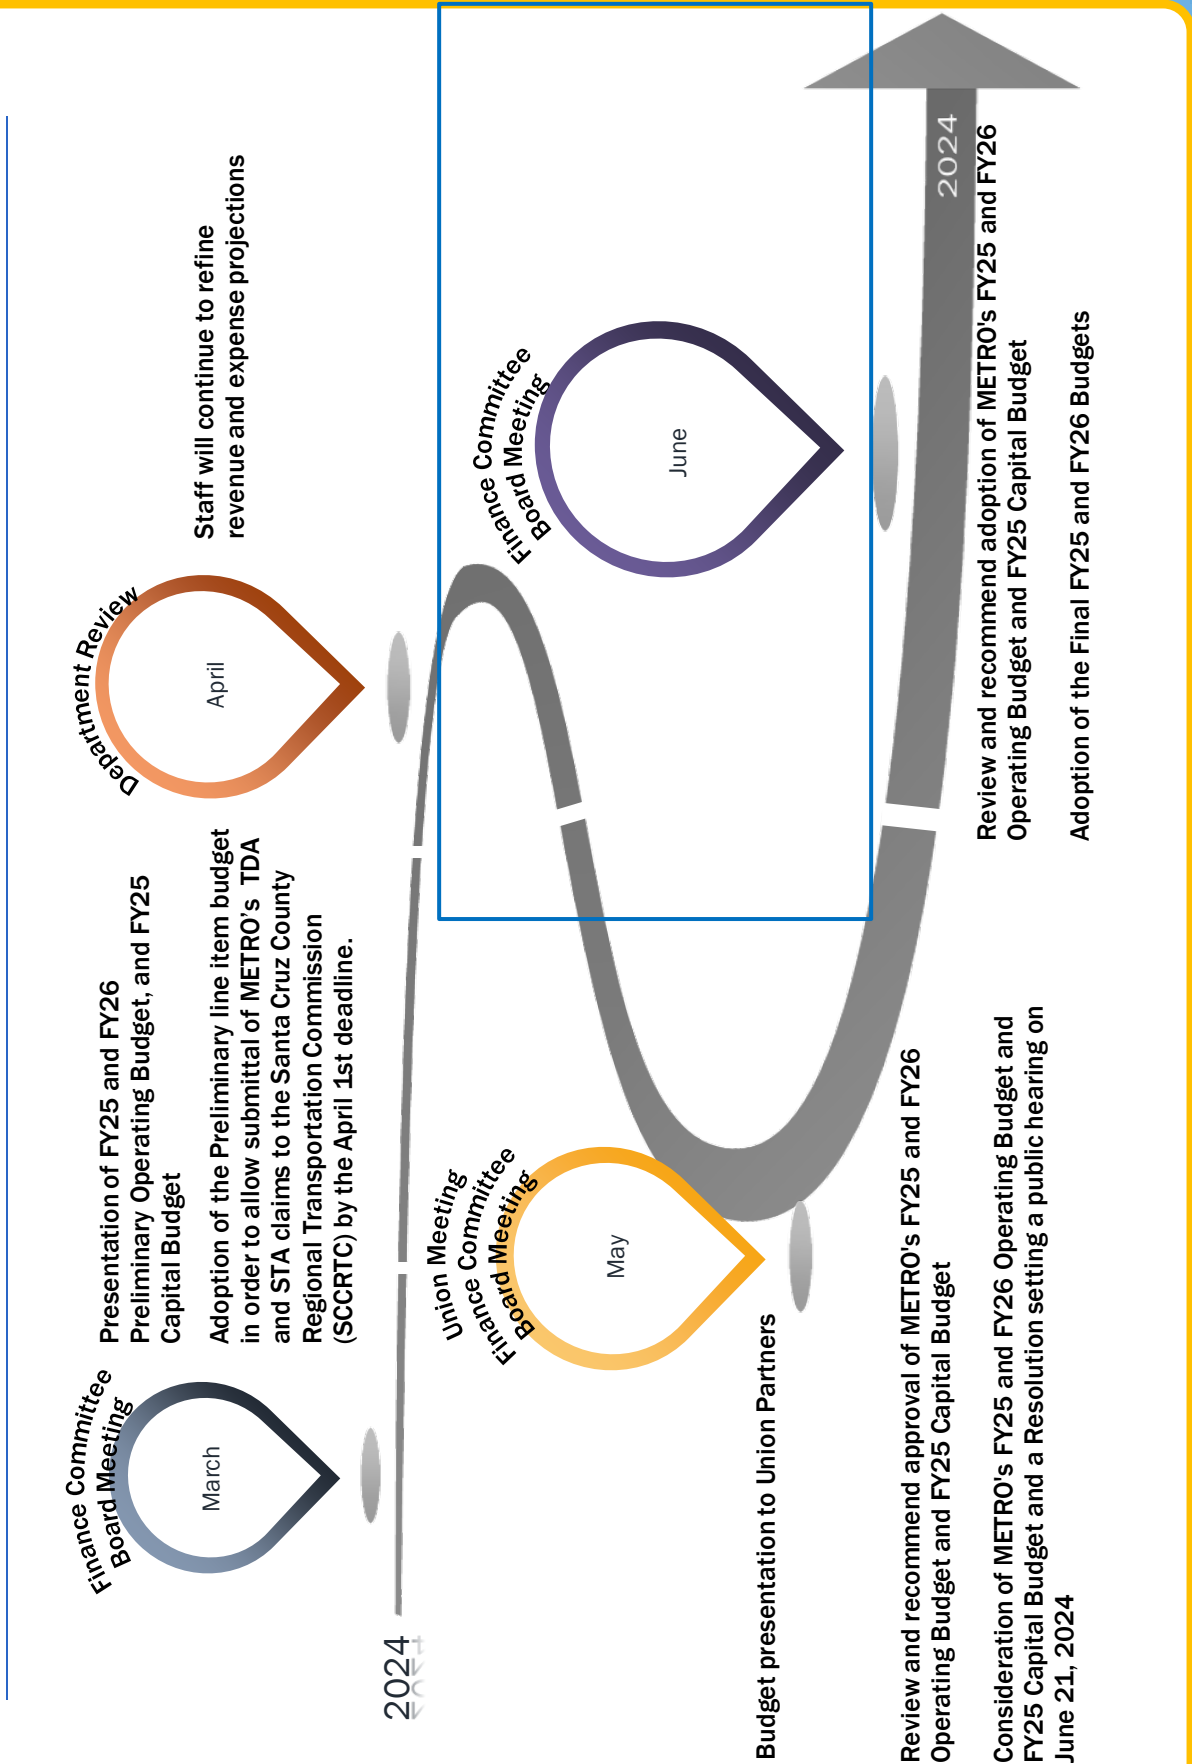 2024
Finance Committee
Board Meeting
March
Presentation of FY25 and FY26
Preliminary Operating Budget, and FY25
Capital Budget
Adoption of the Preliminary line item budget
in order to allow submittal of METRO’s TDA
and STA claims to the Santa Cruz County
Regional Transportation Commission
(SCCRTC) by the April 1st deadline.
Department Review
April
Staff will continue to refine
revenue and expense projections
Union Meeting
Finance Committee
Board Meeting
May
Budget presentation to Union Partners
Review and recommend approval of METRO's FY25 and FY26
Operating Budget and FY25 Capital Budget
Consideration of METRO's FY25 and FY26 Operating Budget and
FY25 Capital Budget and a Resolution setting a public hearing on
June 21, 2024
Finance Committee
Board Meeting
June
2024
Review and recommend adoption of METRO's FY25 and FY26
Operating Budget and FY25 Capital Budget
Adoption of the Final FY25 and FY26 Budgets